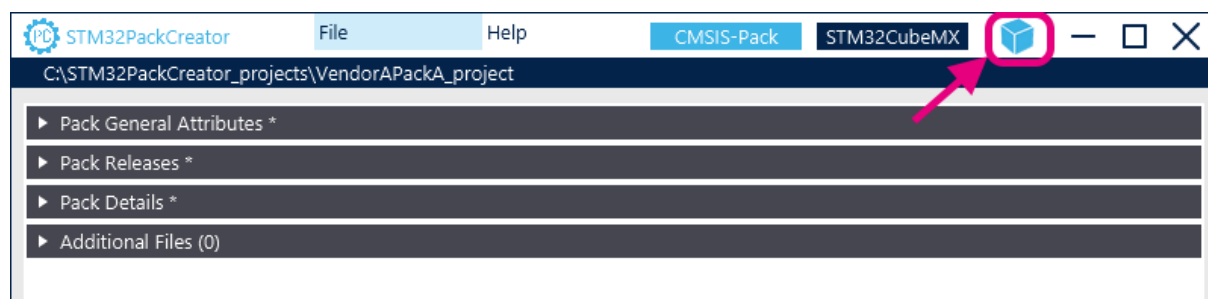 STM32PackCreator File Help CMSIS-Pack STM32CubeMX
C:\STM32PackCreator_projects\VendorAPackA_project
Pack General Attributes *
Pack Releases *
Pack Details *
Additional Files (0)